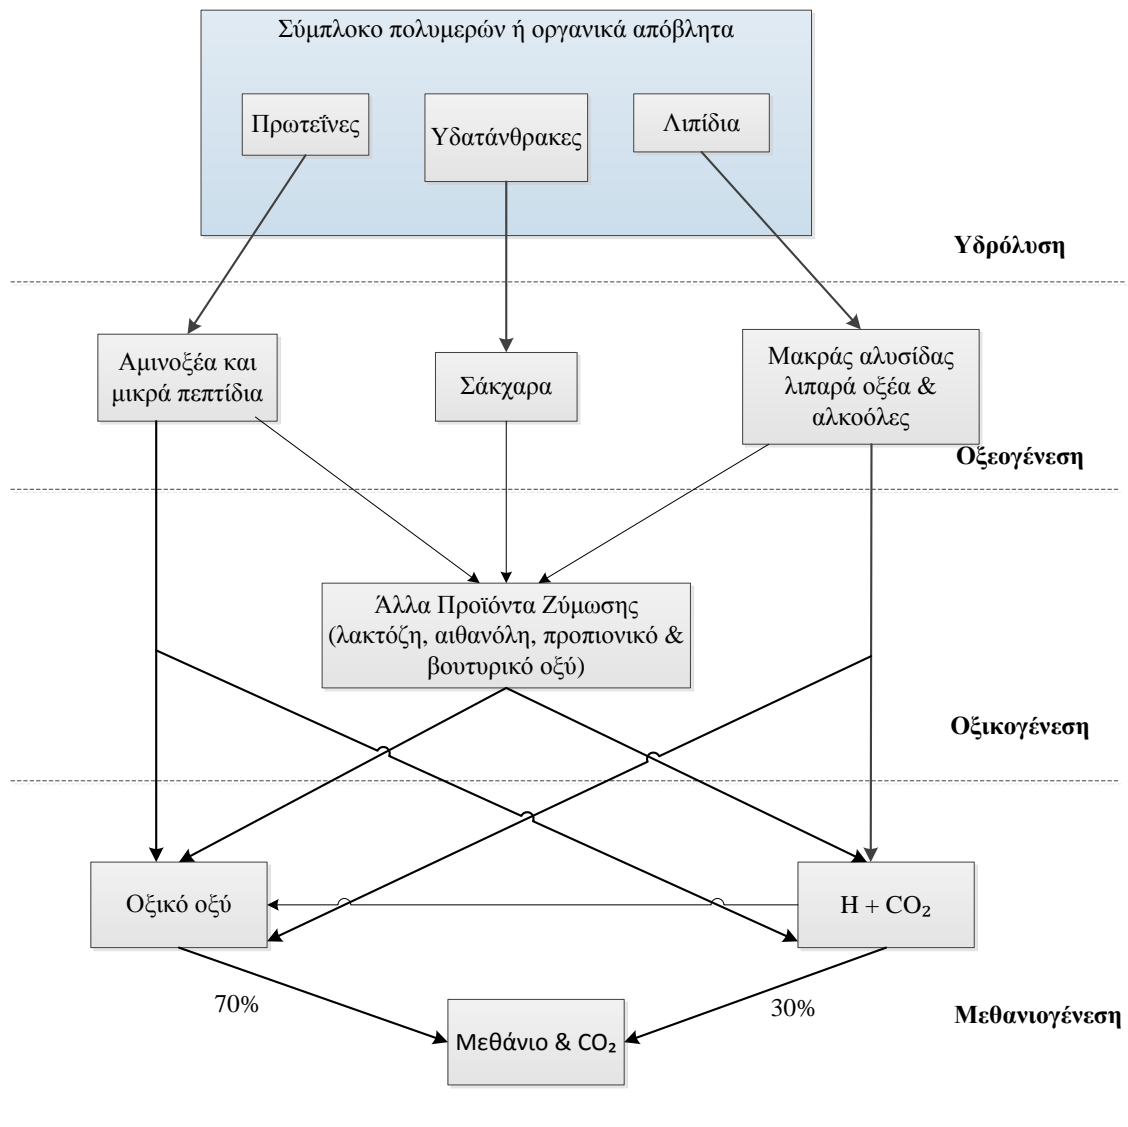 Σύμπλοκο πολυμερών ή οργανικά απόβλητα
Πρωτεΐνες
Υδατάνθρακες
Λιπίδια
Υδρόλυση
Αμινοξέα και
μικρά πεπτίδια
Σάκχαρα
Μακράς αλυσίδας
λιπαρά οξέα &
αλκοόλες
Οξεογένεση
Άλλα Προϊόντα Ζύμωσης
(λακτόζη, αιθανόλη, προπιονικό &
βουτυρικό οξύ)
Οξικογένεση
Οξικό οξύ
H + CO₂
70%
30%
Μεθανιογένεση
Μεθάνιο & CO₂